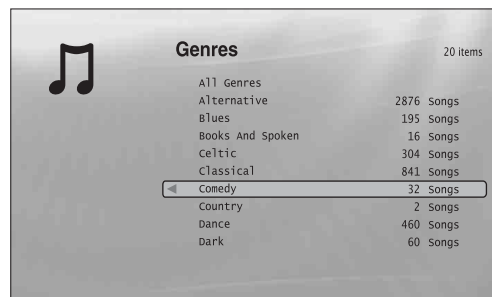 Genres 20 items
All Genres
Alternative 2876 Songs
Blues 195 Songs
Books And Spoken 16 Songs
Celtic 304 Songs
Classical 841 Songs
Comedy 32 Songs
Country 2 Songs
Dance 460 Songs
Dark 60 Songs